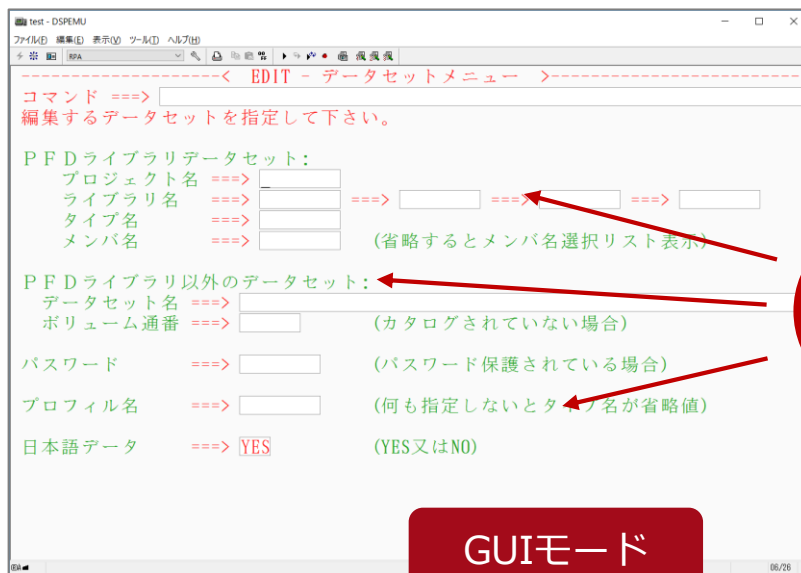 test - DSPEMU
ファイル(F) 編集(E) 表示(V) ツール(T) ヘルプ(H)
RPA
--------------------< EDIT - データセットメニュー >-------------------------
コマンド ===>
編集するデータセットを指定して下さい。
PFDライブラリデータセット:
プロジェクト名 ===> _
ライブラリ名 ===> ===> ===> ===>
タイプ名 ===>
メンバ名 ===> (省略するとメンバ名選択リスト表示)
PFDライブラリ以外のデータセット:
データセット名 ===>
ボリューム通番 ===> (カタログされていない場合)
パスワード ===> (パスワード保護されている場合)
プロフィル名 ===> (何も指定しないとタイプ名が省略値)
日本語データ ===> YES (YES又はNO)
GUIモード
06/26